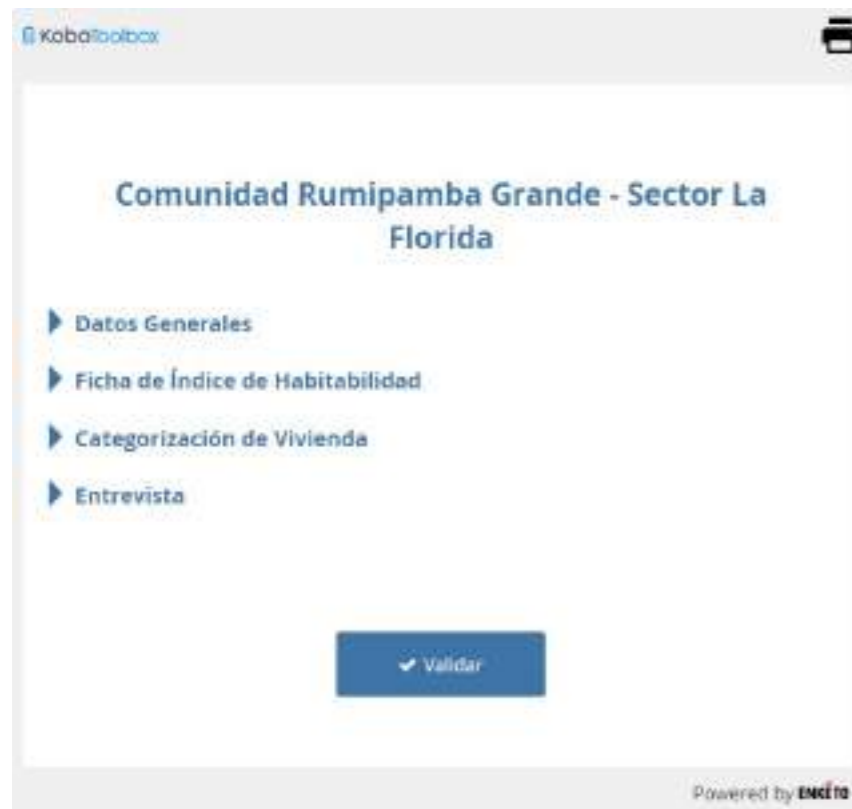 KoboToolbox
Comunidad Rumipamba Grande - Sector La
Florida
Datos Generales
Ficha de Índice de Habitabilidad
Categorización de Vivienda
Entrevista
Validar
Powered by ENKETO